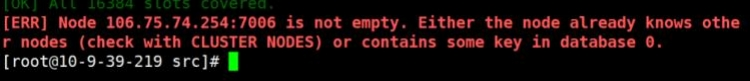 [OK] All 16384 slots covered.
[ERR] Node 106.75.74.254:7006 is not empty. Either the node already knows othe
r nodes (check with CLUSTER NODES) or contains some key in database 0.
[root@10-9-39-219 src]#